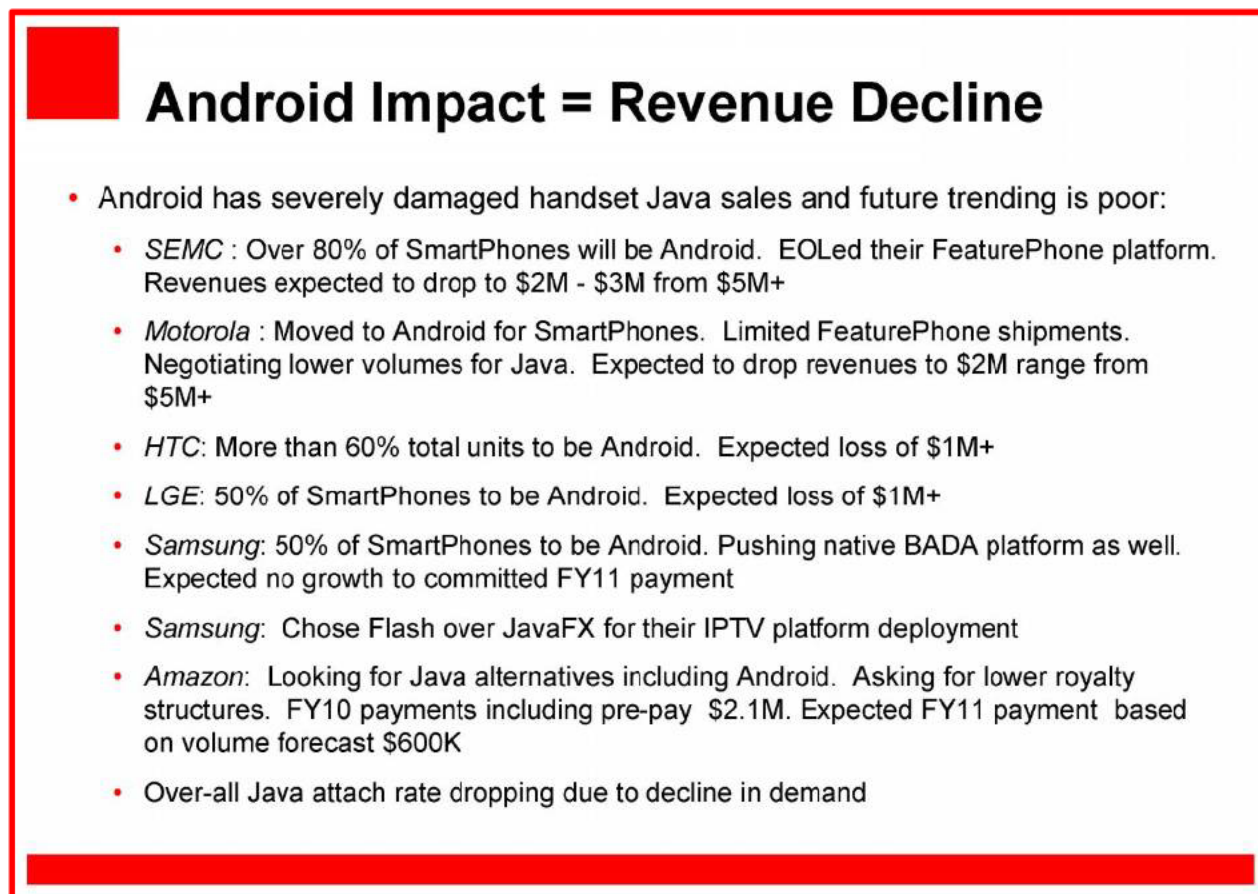 Android Impact = Revenue Decline
• Android has severely damaged handset Java sales and future trending is poor:
• SEMC : Over 80% of SmartPhones will be Android. EOLed their FeaturePhone platform.
Revenues expected to drop to $2M - $3M from $5M+
• Motorola : Moved to Android for SmartPhones. Limited FeaturePhone shipments.
Negotiating lower volumes for Java. Expected to drop revenues to $2M range from
$5M+
• HTC: More than 60% total units to be Android. Expected loss of $1M+
• LGE: 50% of SmartPhones to be Android. Expected loss of $1M+
• Samsung: 50% of SmartPhones to be Android. Pushing native BADA platform as well.
Expected no growth to committed FY11 payment
• Samsung: Chose Flash over JavaFX for their IPTV platform deployment
• Amazon: Looking for Java alternatives including Android. Asking for lower royalty
structures. FY10 payments including pre-pay $2.1M. Expected FY11 payment based
on volume forecast $600K
• Over-all Java attach rate dropping due to decline in demand